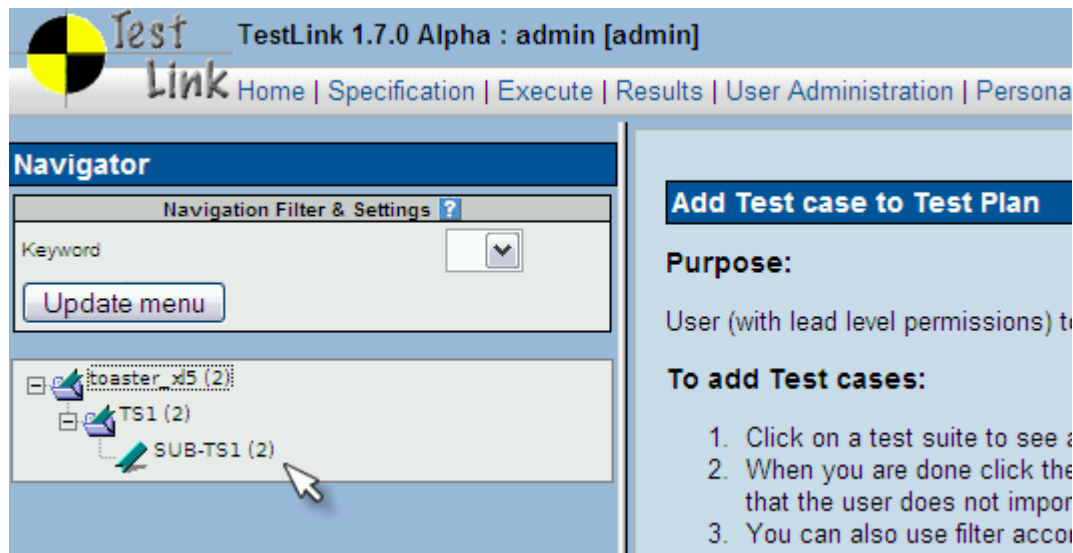 Test Link
TestLink 1.7.0 Alpha : admin [admin]
Home | Specification | Execute | Results | User Administration | Persona
Navigator
Navigation Filter & Settings ?
Keyword
Update menu
toaster_xl5 (2)
TS1 (2)
SUB-TS1 (2)
Add Test case to Test Plan
Purpose:
User (with lead level permissions)
To add Test cases:
1. Click on a test suite to see
2. When you are done click the
that the user does not impor
3. You can also use filter accor